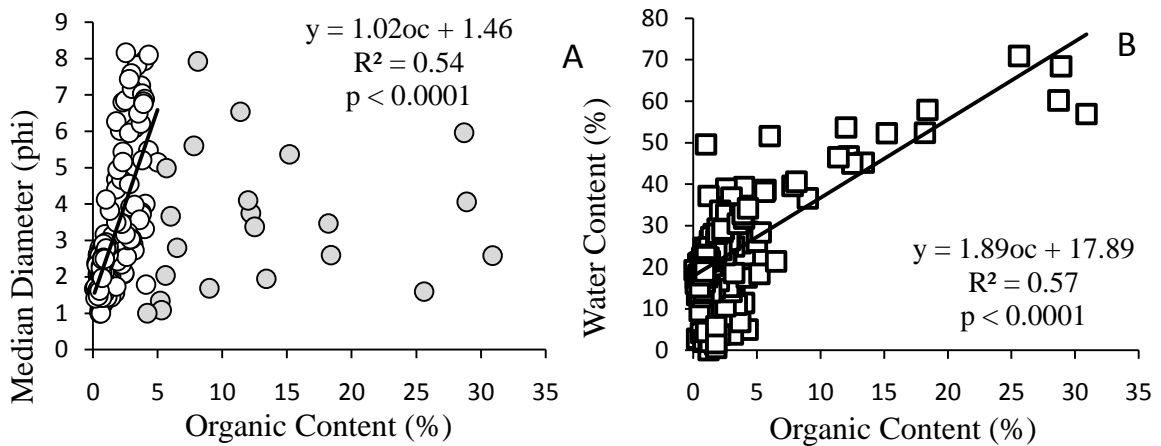 9
8
7
6
5
4
3
2
1
0
Median Diameter (phi)
0 5 10 15 20 25 30 35
Organic Content (%)
y = 1.02oc + 1.46
R² = 0.54
p < 0.0001
A
80
70
60
50
40
30
20
10
0
Water Content (%)
0 5 10 15 20 25 30 35
Organic Content (%)
B
y = 1.89oc + 17.89
R² = 0.57
p < 0.0001